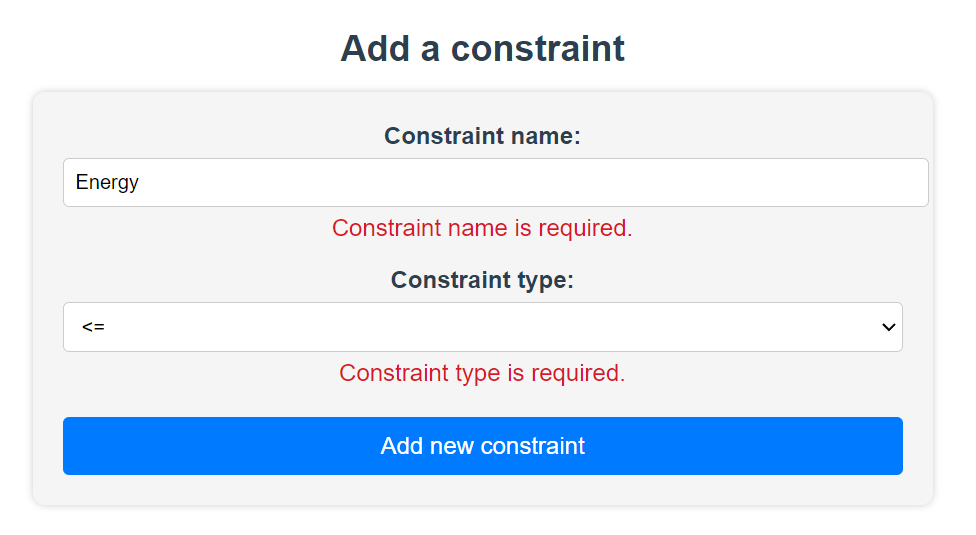 Add a constraint
Constraint name:
Energy
Constraint name is required.
Constraint type:
<=
Constraint type is required.
Add new constraint